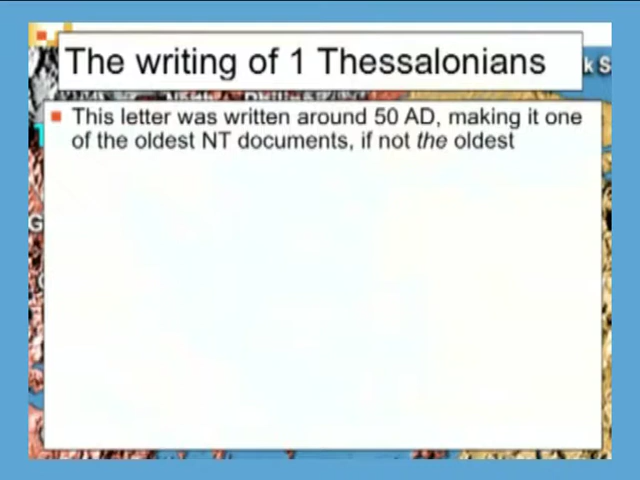 The writing of 1 Thessalonians
k S
This letter was written around 50 AD, making it one
of the oldest NT documents, if not the oldest
G